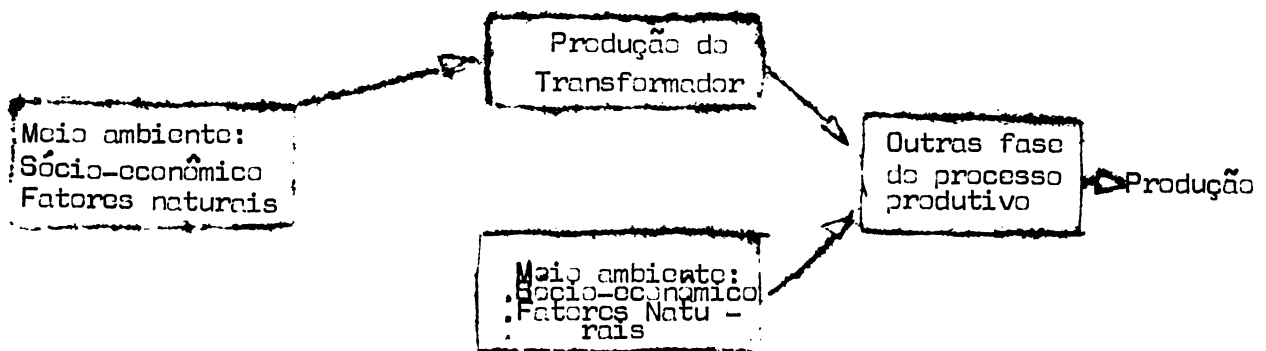 Produção do
Transformador
Meio ambiente:
Sócio-econômico
Fatores naturais
Outras fase
do processo
produtivo
Produção
Meio ambiente:
.Sócio-econômico
.Fatores Natu -
rais